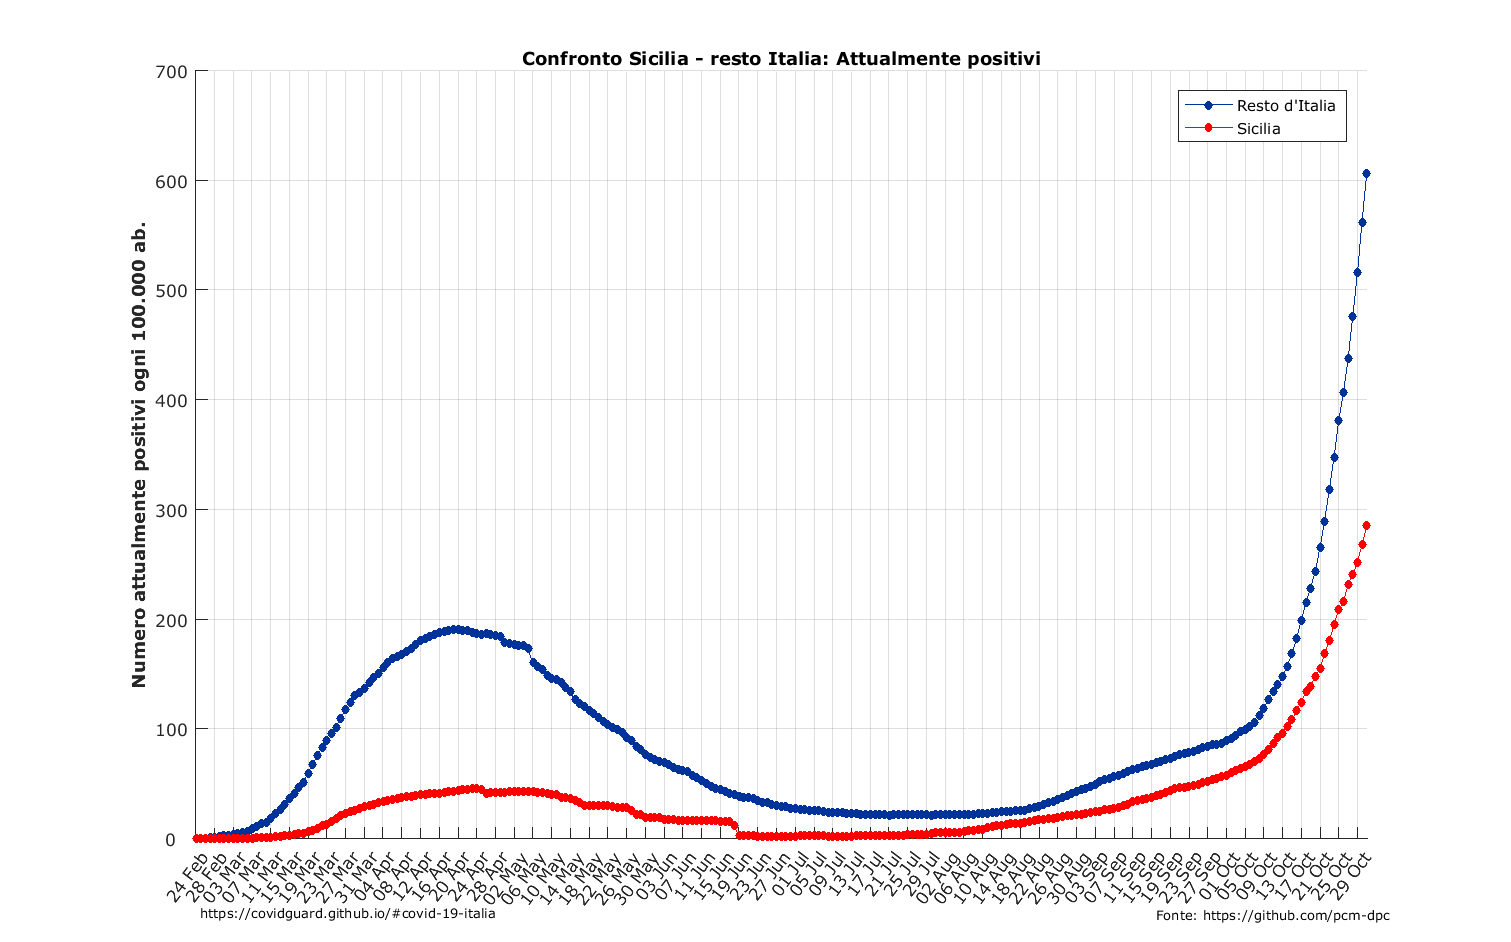 Confronto Sicilia - resto Italia: Attualmente positivi
Resto d'Italia
Sicilia
Numero attualmente positivi ogni 100.000 ab.
700
600
500
400
300
200
100
0
24 Feb
28 Feb
03 Mar
07 Mar
11 Mar
15 Mar
19 Mar
23 Mar
27 Mar
31 Mar
04 Apr
08 Apr
12 Apr
16 Apr
20 Apr
24 Apr
28 Apr
02 May
06 May
10 May
14 May
18 May
22 May
26 May
30 May
03 Jun
07 Jun
11 Jun
15 Jun
19 Jun
23 Jun
27 Jun
01 Jul
05 Jul
09 Jul
13 Jul
17 Jul
21 Jul
25 Jul
29 Jul
02 Aug
06 Aug
10 Aug
14 Aug
18 Aug
22 Aug
26 Aug
30 Aug
03 Sep
07 Sep
11 Sep
15 Sep
19 Sep
23 Sep
27 Sep
01 Oct
05 Oct
09 Oct
13 Oct
17 Oct
21 Oct
25 Oct
29 Oct
https://covidguard.github.io/#covid-19-italia
Fonte: https://github.com/pcm-dpc